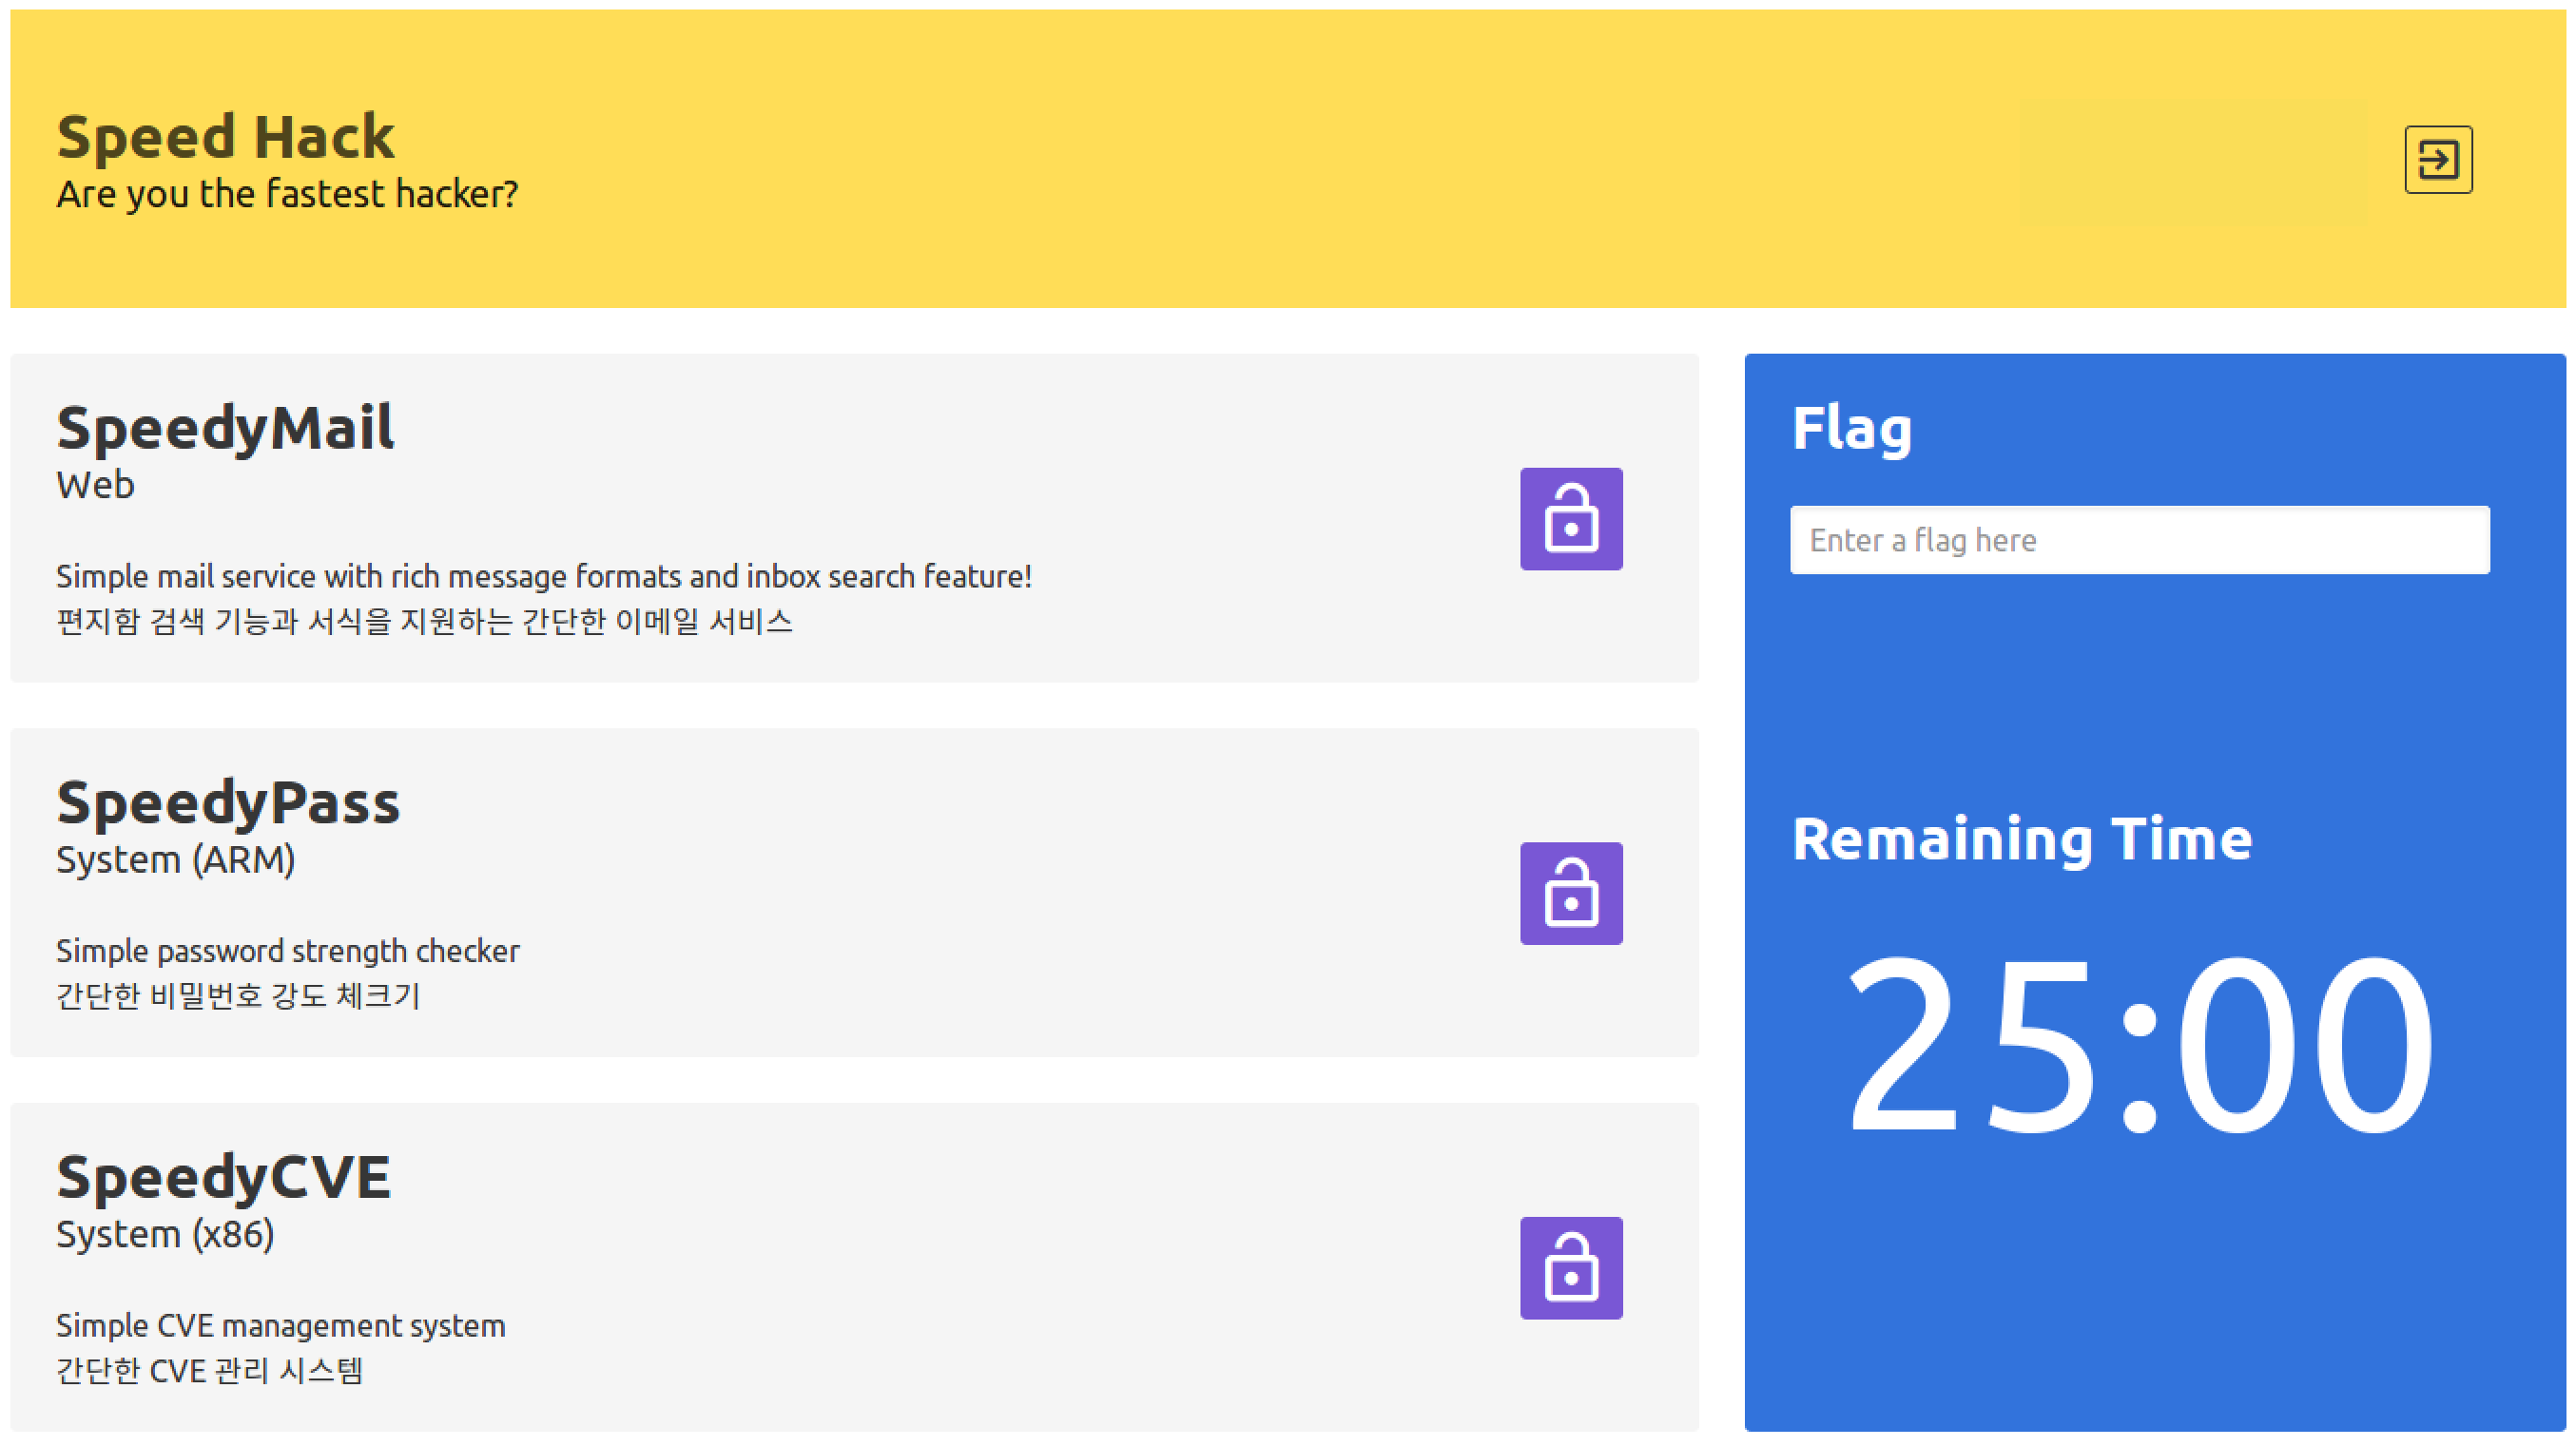 Speed Hack
Are you the fastest hacker?
SpeedyMail
Web
Simple mail service with rich message formats and inbox search feature!
편지함 검색 기능과 서식을 지원하는 간단한 이메일 서비스
SpeedyPass
System (ARM)
Simple password strength checker
간단한 비밀번호 강도 체크기
SpeedyCVE
System (x86)
Simple CVE management system
간단한 CVE 관리 시스템
Flag
Enter a flag here
Remaining Time
25:00